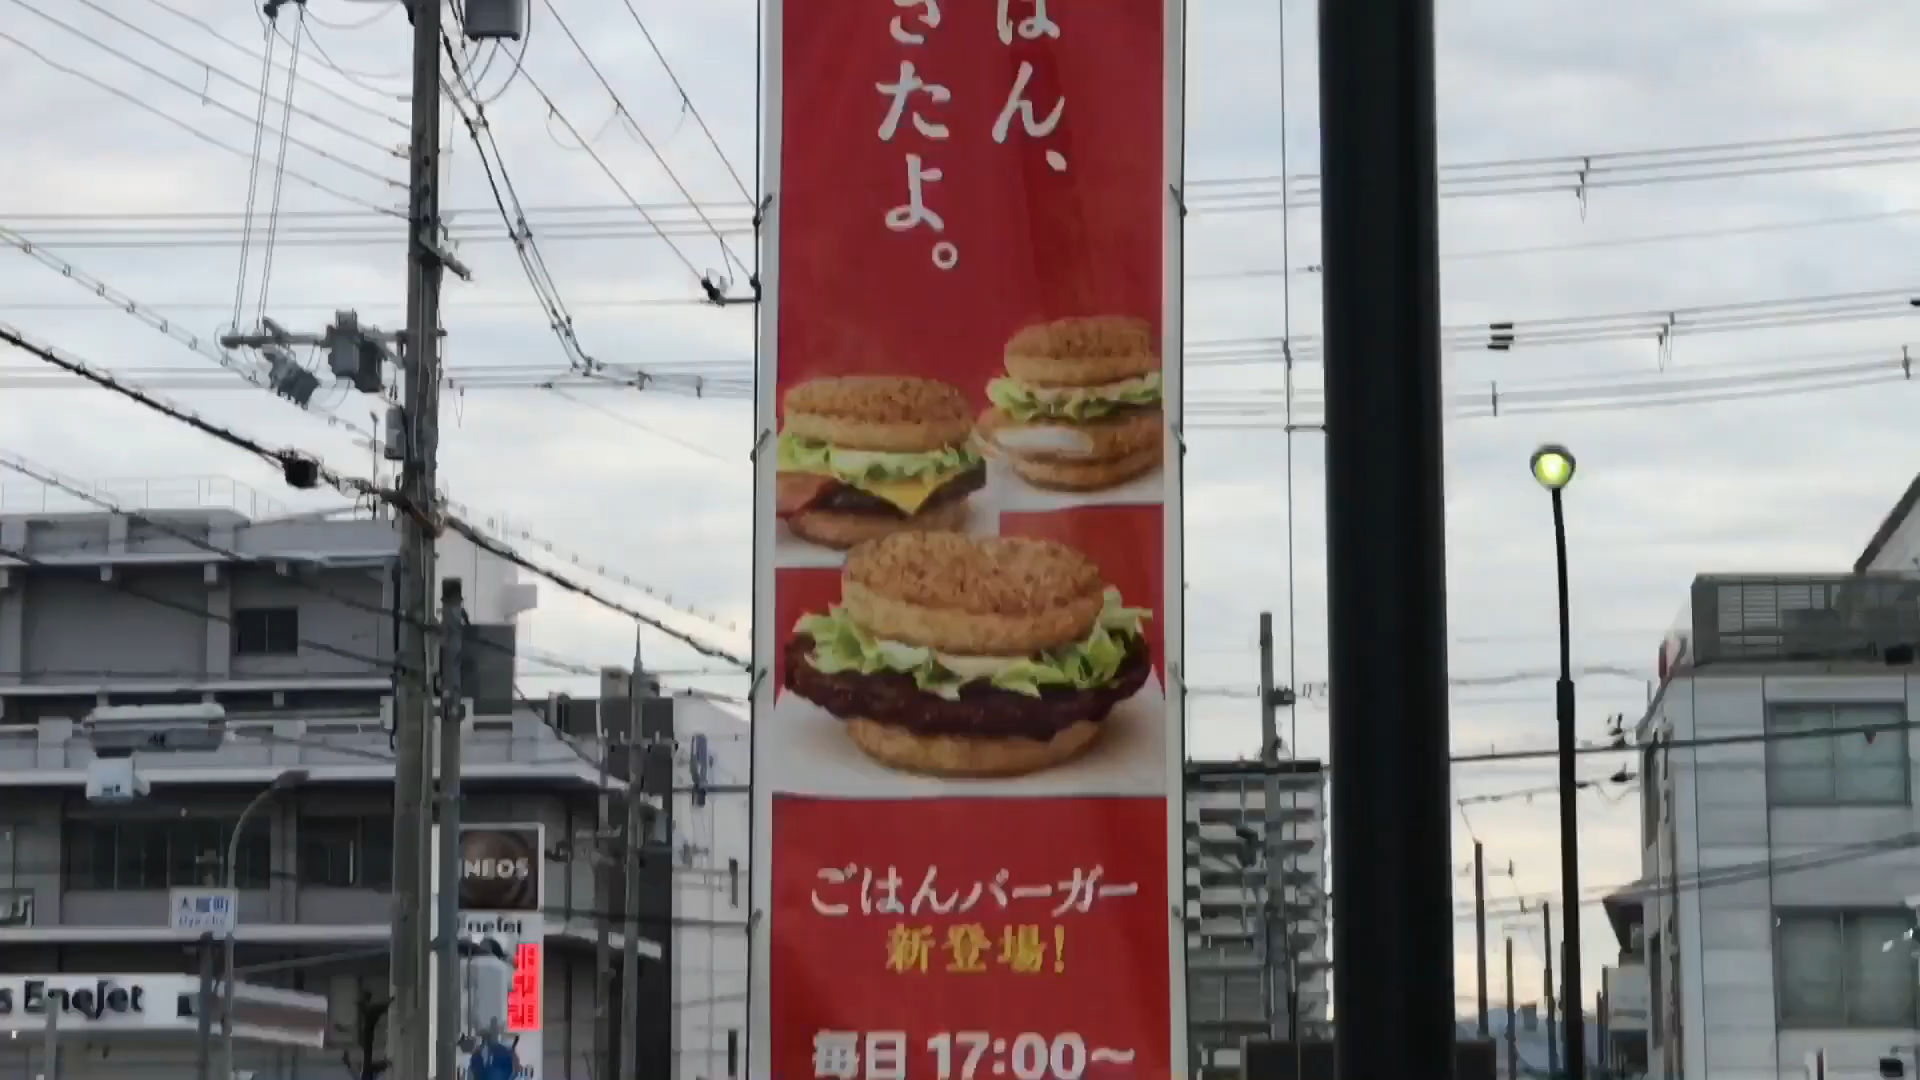 はん、
きたよ。
ごはんバーガー
新登場!
毎日 17:00〜
NEOS
Enejet
s Enejet